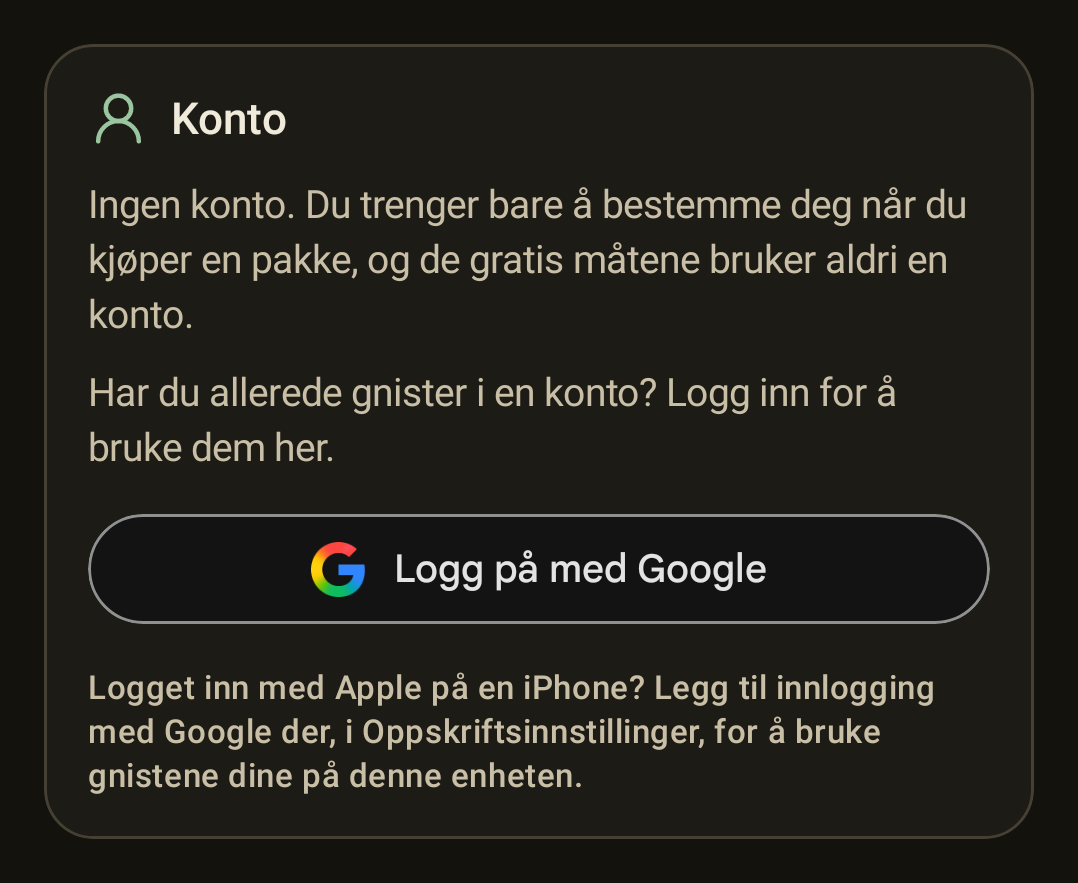 Konto
Ingen konto. Du trenger bare å bestemme deg når du
kjøper en pakke, og de gratis måtene bruker aldri en
konto.
Har du allerede gnister i en konto? Logg inn for å
bruke dem her.
Logg på med Google
Logget inn med Apple på en iPhone? Legg til innlogging
med Google der, i Oppskriftsinnstillinger, for å bruke
gnistene dine på denne enheten.